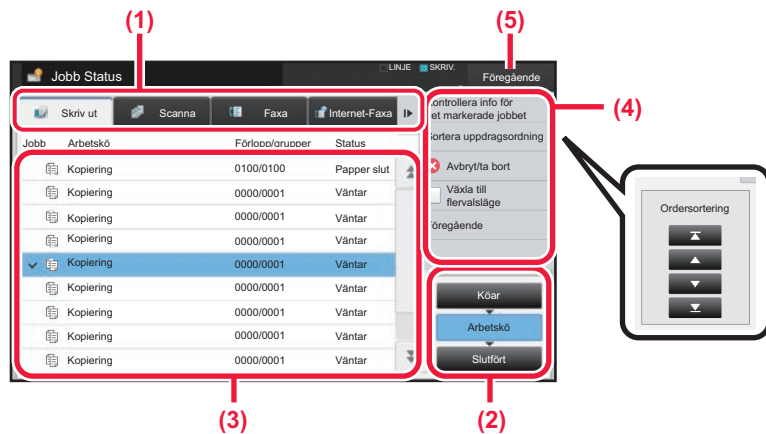 (1)
(5)
Jobb Status
LINJE
SKRIV.
Föregående
Skriv ut
Scanna
Faxa
Internet-Faxa
ontrollera info för
et markerade jobbet
(4)
ortera uppdragsordning
Jobb Arbetskö Förlopp/grupper Status
Kopiering 0100/0100 Papper slut
Avbryt/ta bort
Kopiering 0000/0001 Väntar
Växla till
flervalsläge
Kopiering 0000/0001 Väntar
öregående
Kopiering 0000/0001 Väntar
Kopiering 0000/0001 Väntar
Kopiering 0000/0001 Väntar
Kopiering 0000/0001 Väntar
Kopiering 0000/0001 Väntar
Kopiering 0000/0001 Väntar
Köar
Arbetskö
Slutfört
Ordersortering
(3)
(2)